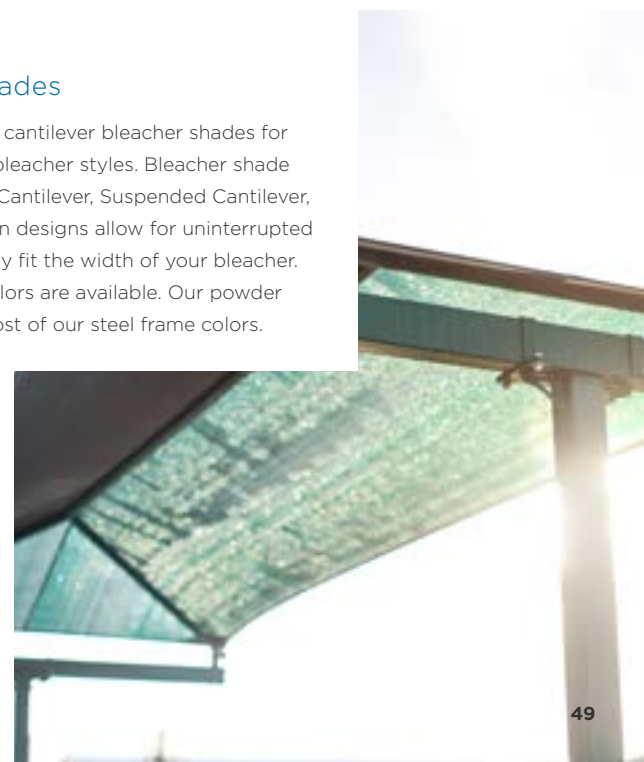 ades
cantilever bleacher shades for
bleacher styles. Bleacher shade
Cantilever, Suspended Cantilever,
n designs allow for uninterrupted
y fit the width of your bleacher.
lors are available. Our powder
ost of our steel frame colors.
49